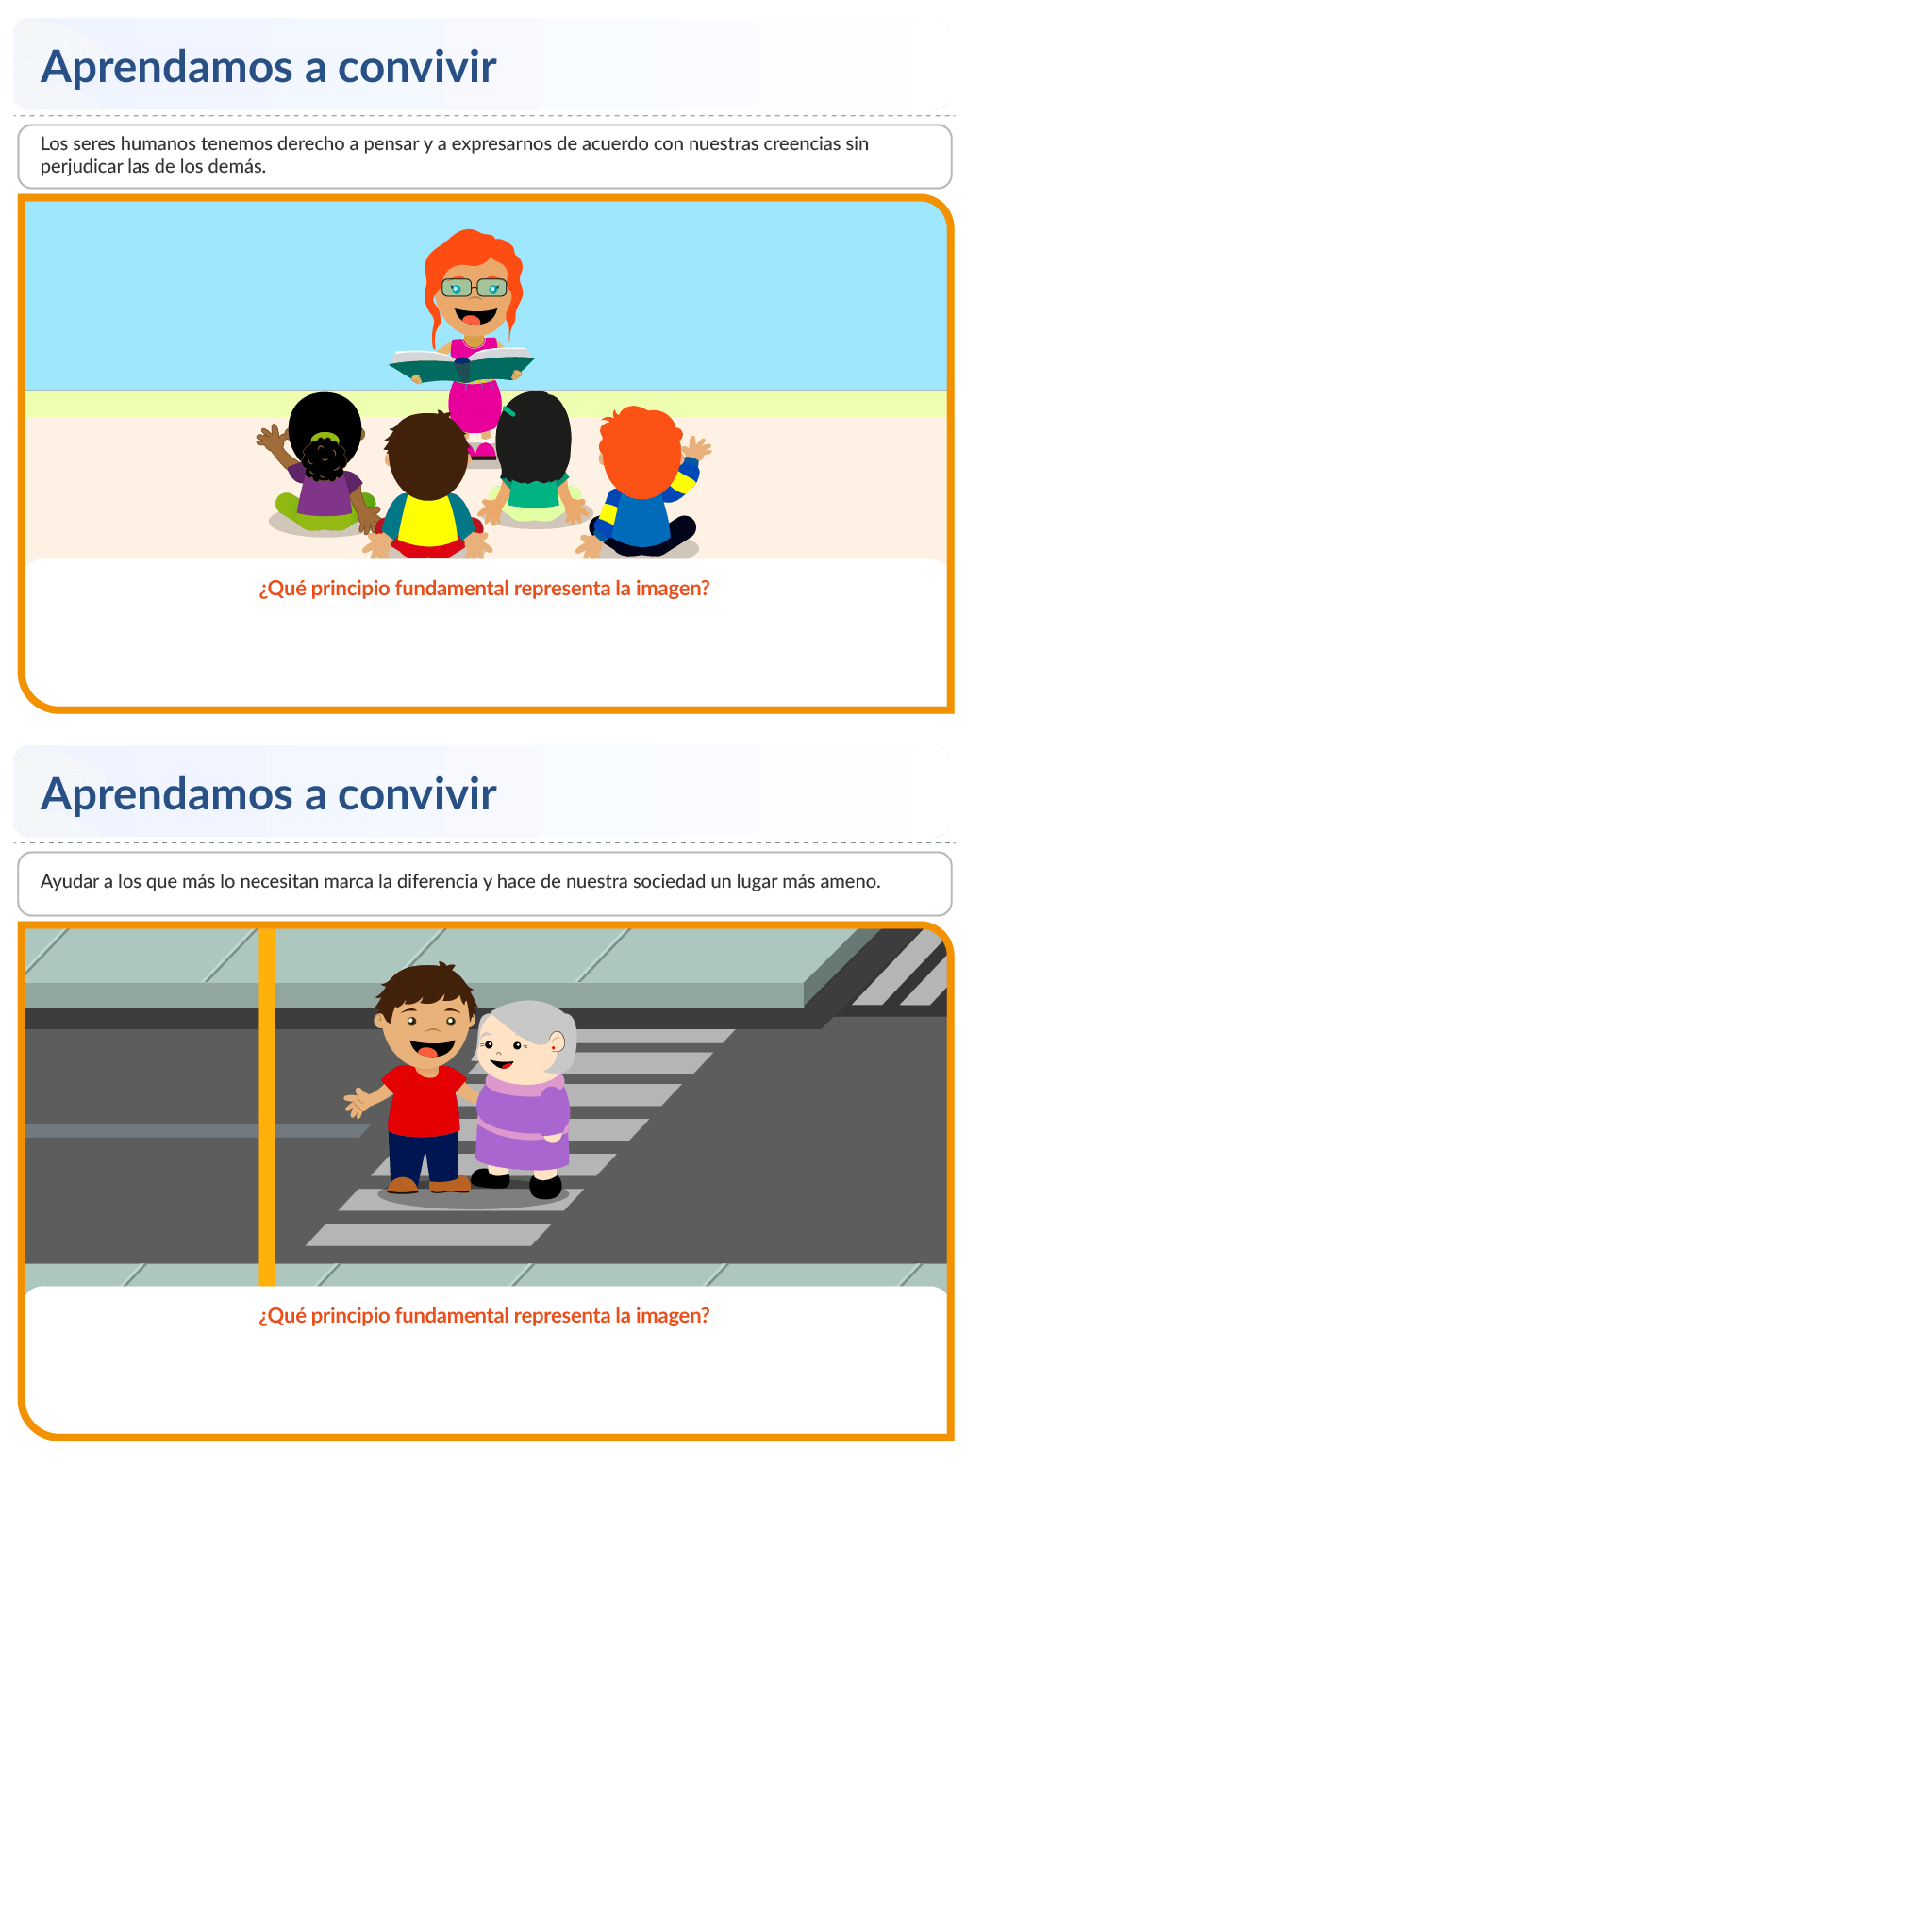 Aprendamos a convivir
Los seres humanos tenemos derecho a pensar y a expresarnos de acuerdo con nuestras creencias sin
perjudicar las de los demás.
¿Qué principio fundamental representa la imagen?
Aprendamos a convivir
Ayudar a los que más lo necesitan marca la diferencia y hace de nuestra sociedad un lugar más ameno.
¿Qué principio fundamental representa la imagen?